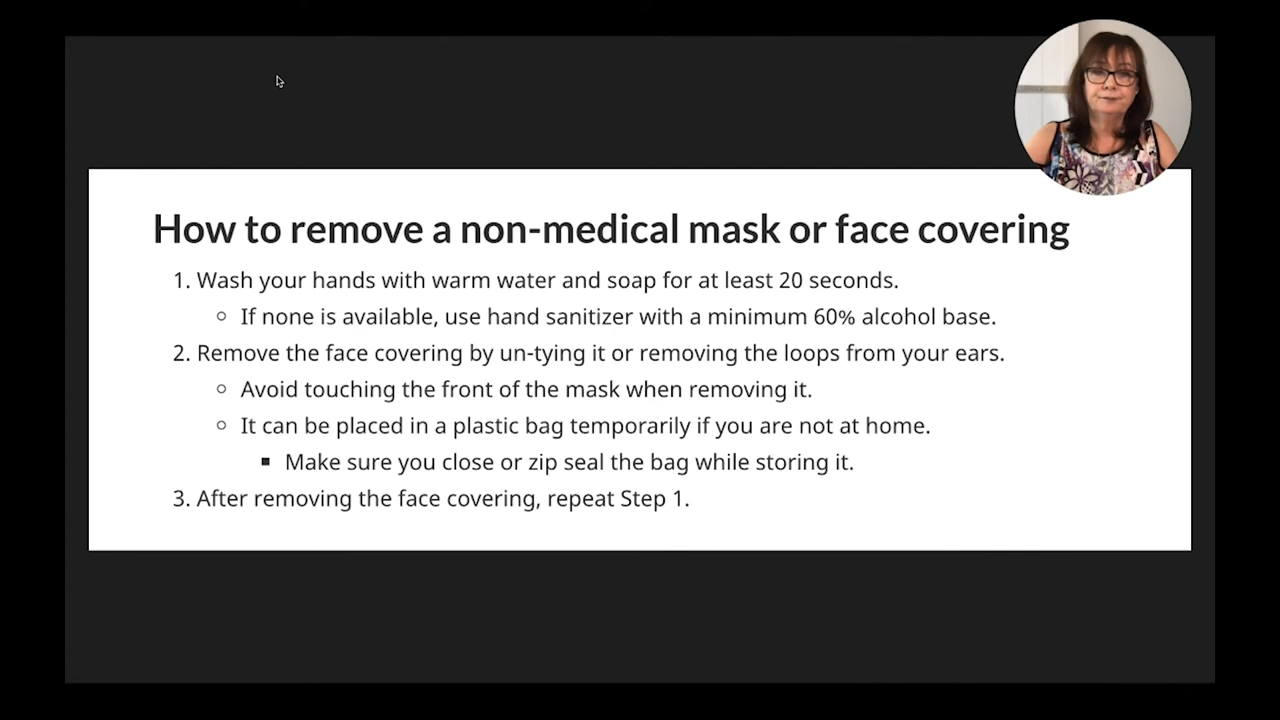 How to remove a non-medical mask or face covering
1. Wash your hands with warm water and soap for at least 20 seconds.
○ If none is available, use hand sanitizer with a minimum 60% alcohol base.
2. Remove the face covering by un-tying it or removing the loops from your ears.
○ Avoid touching the front of the mask when removing it.
○ It can be placed in a plastic bag temporarily if you are not at home.
■ Make sure you close or zip seal the bag while storing it.
3. After removing the face covering, repeat Step 1.